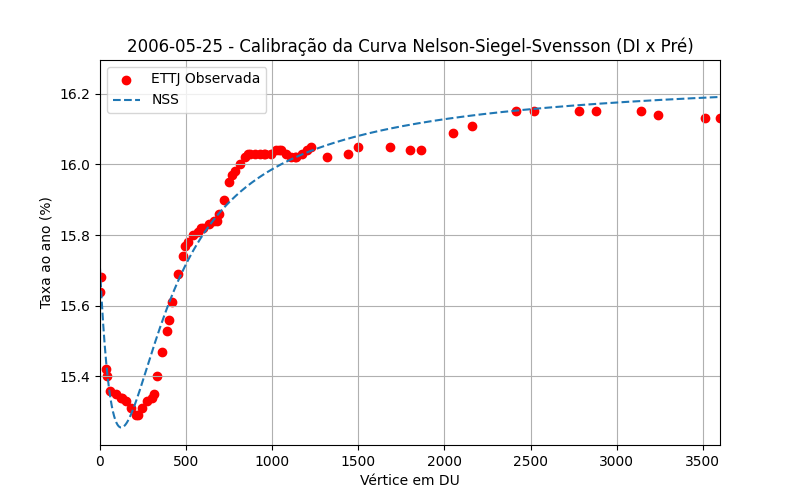 2006-05-25 - Calibração da Curva Nelson-Siegel-Svensson (DI x Pré)
ETTJ Observada
NSS
Taxa ao ano (%)
16.2
16.0
15.8
15.6
15.4
0 500 1000 1500 2000 2500 3000 3500
Vértice em DU